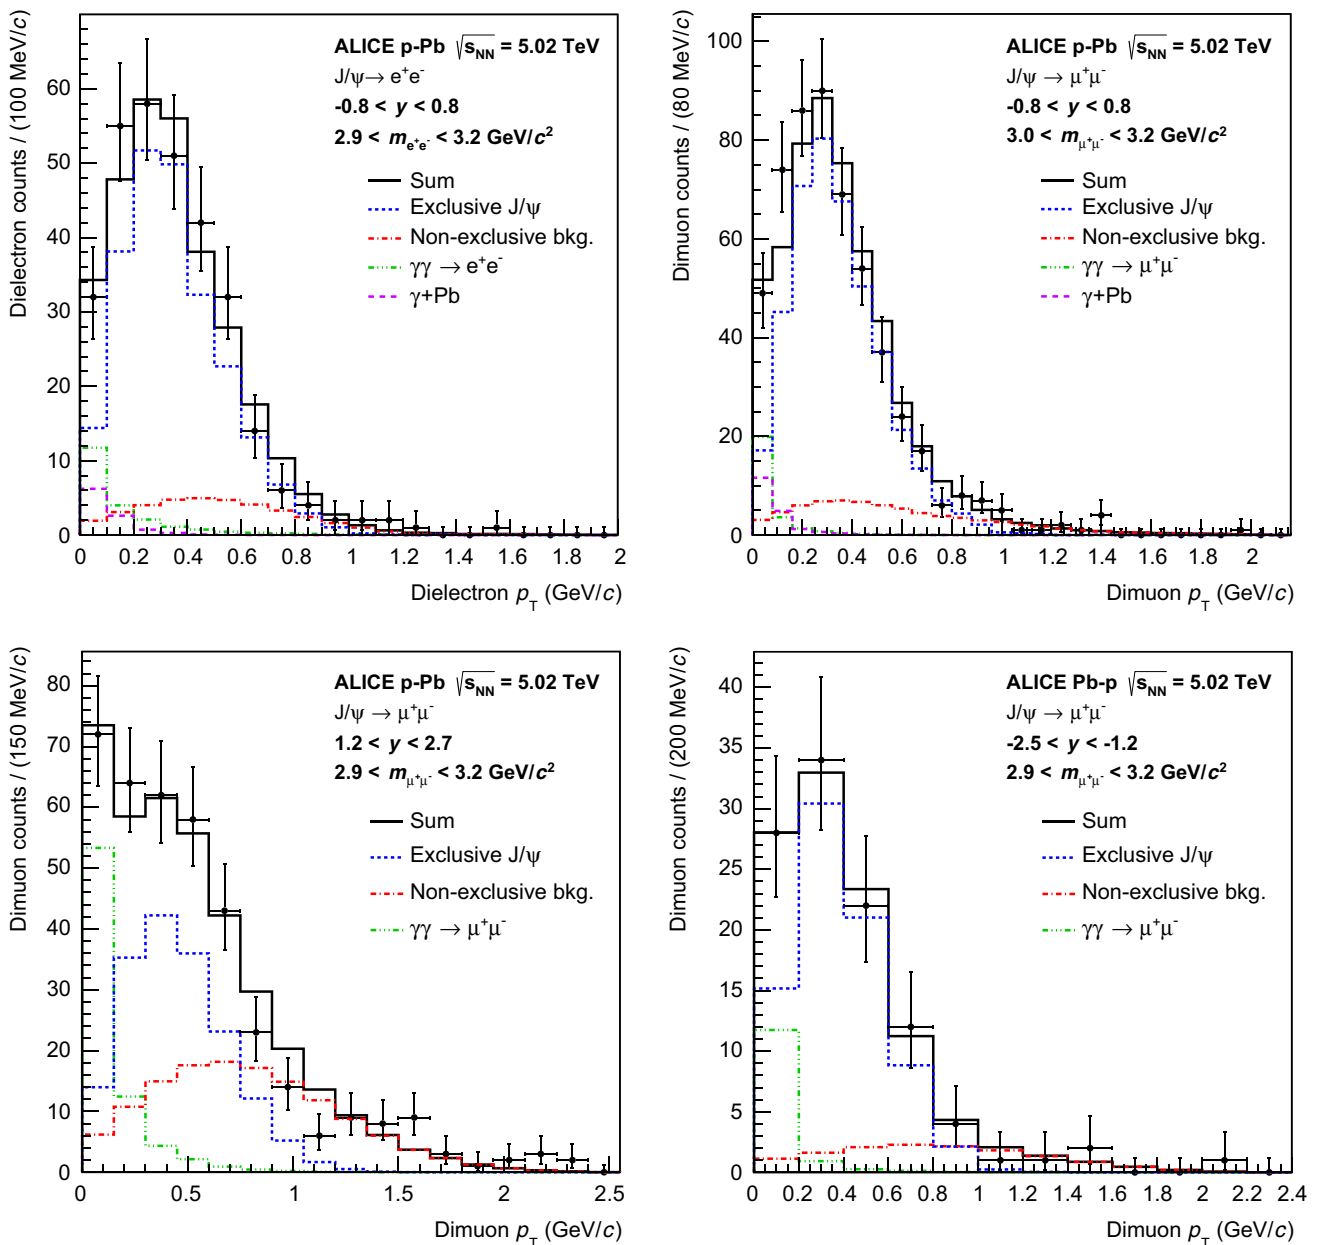 ALICE p-Pb √sNN = 5.02 TeV
J/ψ→ e⁺e⁻
-0.8 < y < 0.8
2.9 < m e⁺e⁻ < 3.2 GeV/c²
Sum
Exclusive J/ψ
Non-exclusive bkg.
γγ → e⁺e⁻
γ+Pb
Dielectron counts / (100 MeV/c)
60
50
40
30
20
10
0
0 0.2 0.4 0.6 0.8 1 1.2 1.4 1.6 1.8 2
Dielectron pT (GeV/c)
ALICE p-Pb √sNN = 5.02 TeV
J/ψ → μ⁺μ⁻
-0.8 < y < 0.8
3.0 < m μ⁺μ⁻ < 3.2 GeV/c²
Sum
Exclusive J/ψ
Non-exclusive bkg.
γγ → μ⁺μ⁻
γ+Pb
Dimuon counts / (80 MeV/c)
100
80
60
40
20
0
0 0.2 0.4 0.6 0.8 1 1.2 1.4 1.6 1.8 2
Dimuon pT (GeV/c)
ALICE p-Pb √sNN = 5.02 TeV
J/ψ → μ⁺μ⁻
1.2 < y < 2.7
2.9 < m μ⁺μ⁻ < 3.2 GeV/c²
Sum
Exclusive J/ψ
Non-exclusive bkg.
γγ → μ⁺μ⁻
Dimuon counts / (150 MeV/c)
80
70
60
50
40
30
20
10
0
0 0.5 1 1.5 2 2.5
Dimuon pT (GeV/c)
ALICE Pb-p √sNN = 5.02 TeV
J/ψ → μ⁺μ⁻
-2.5 < y < -1.2
2.9 < m μ⁺μ⁻ < 3.2 GeV/c²
Sum
Exclusive J/ψ
Non-exclusive bkg.
γγ → μ⁺μ⁻
Dimuon counts / (200 MeV/c)
40
35
30
25
20
15
10
5
0
0 0.2 0.4 0.6 0.8 1 1.2 1.4 1.6 1.8 2 2.2 2.4
Dimuon pT (GeV/c)